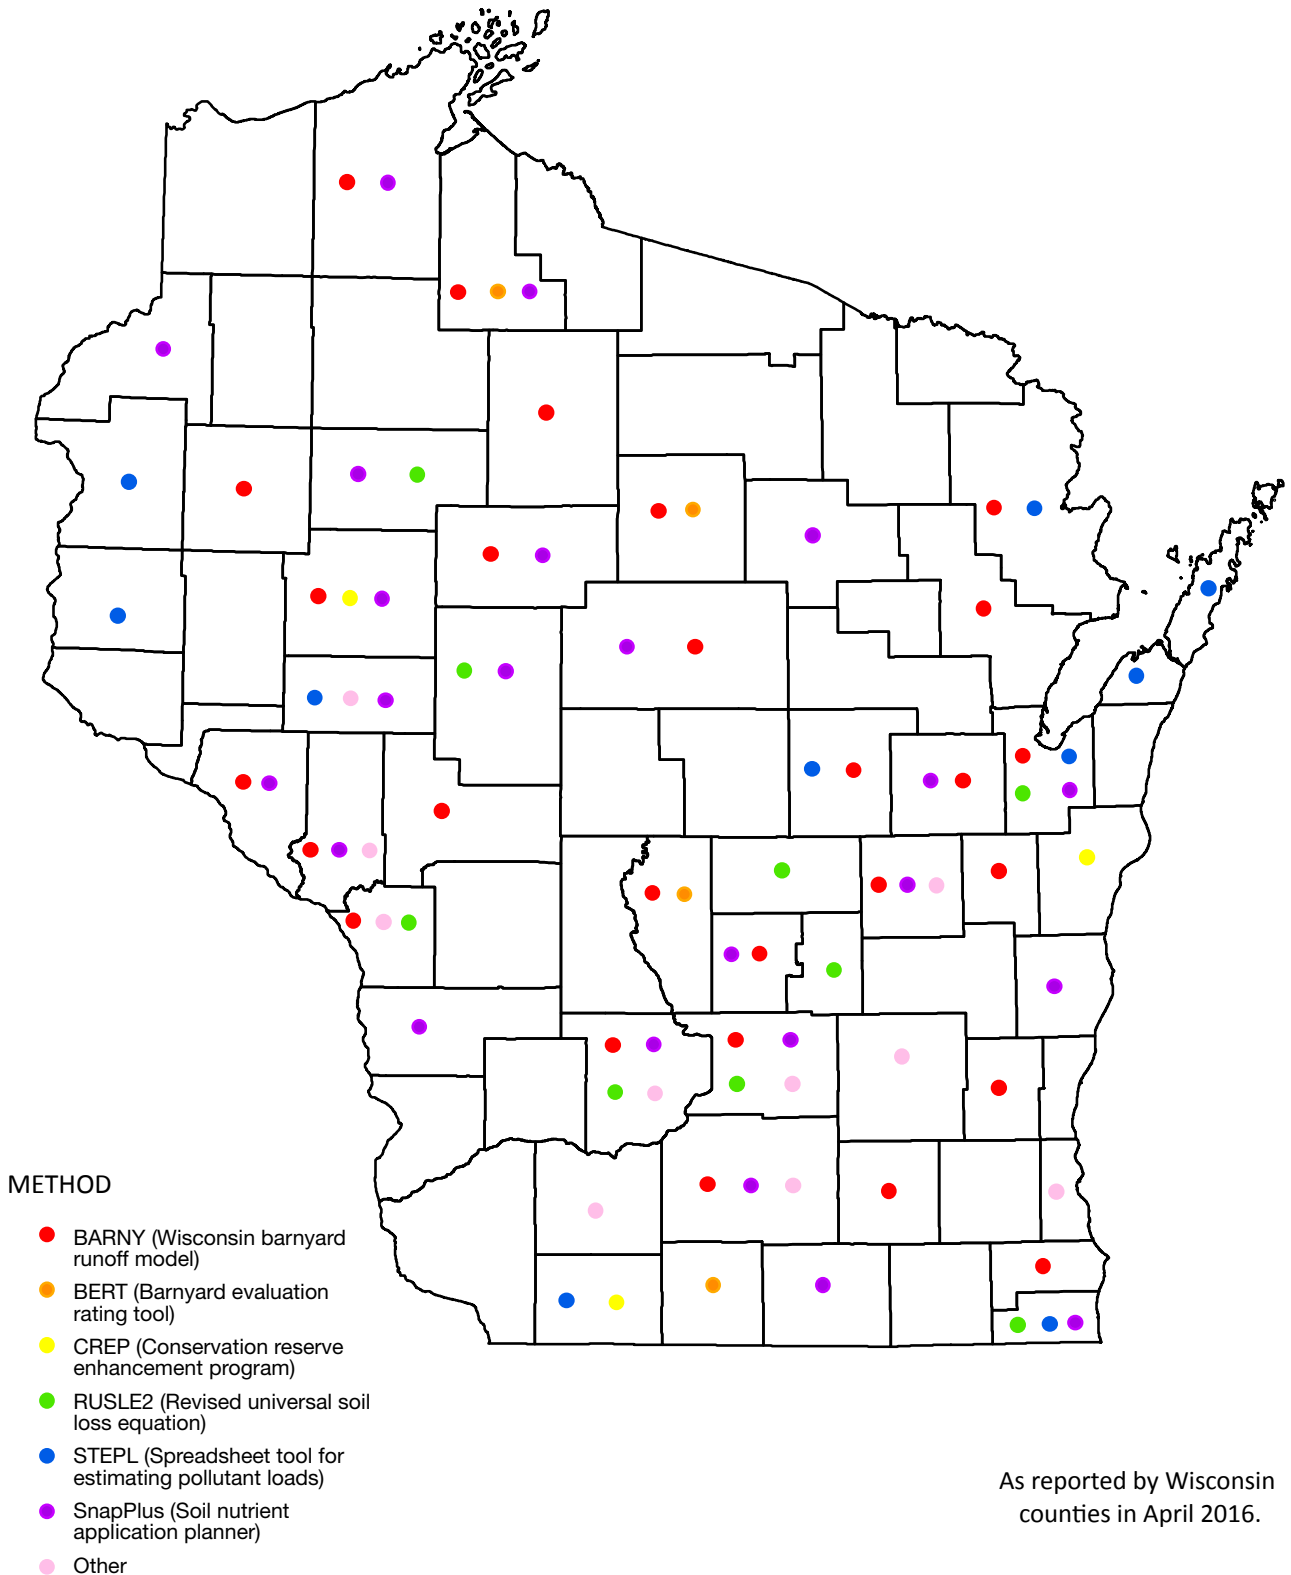 METHOD
BARNY (Wisconsin barnyard
runoff model)
BERT (Barnyard evaluation
rating tool)
CREP (Conservation reserve
enhancement program)
RUSLE2 (Revised universal soil
loss equation)
STEPL (Spreadsheet tool for
estimating pollutant loads)
SnapPlus (Soil nutrient
application planner)
Other
As reported by Wisconsin
counties in April 2016.